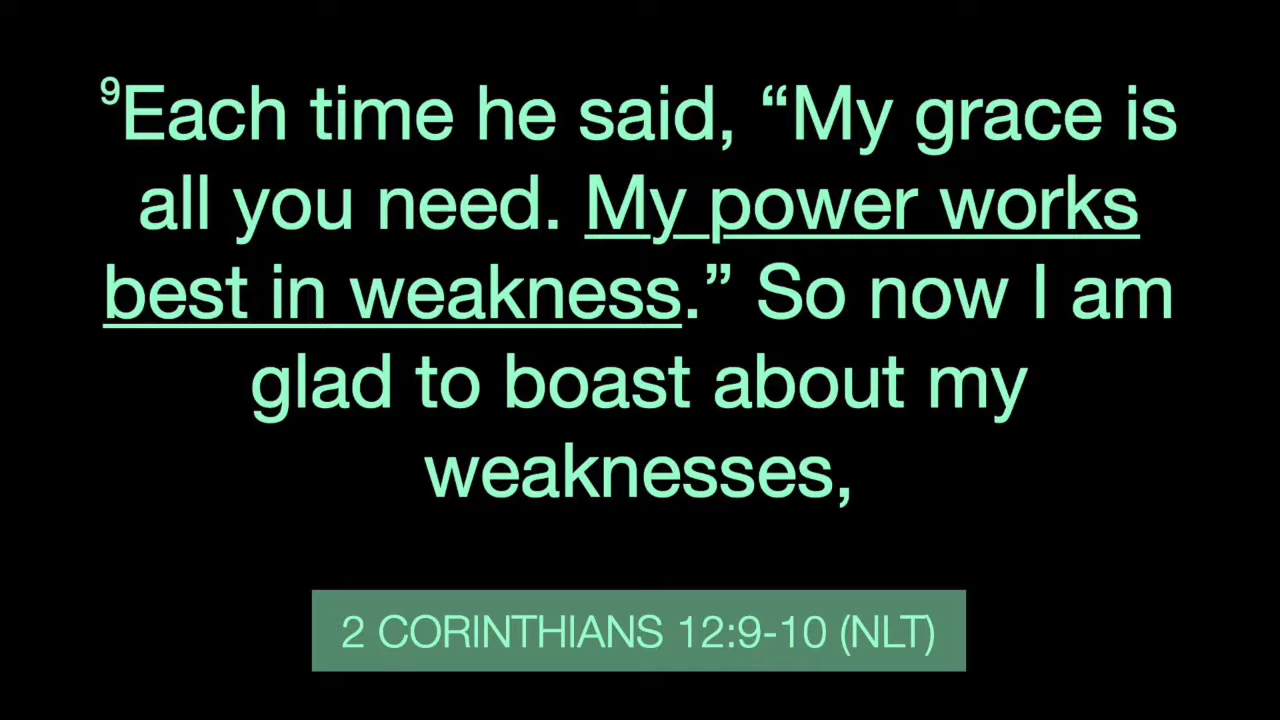 ⁹Each time he said, “My grace is
all you need. My power works
best in weakness.” So now I am
glad to boast about my
weaknesses,
2 CORINTHIANS 12:9-10 (NLT)